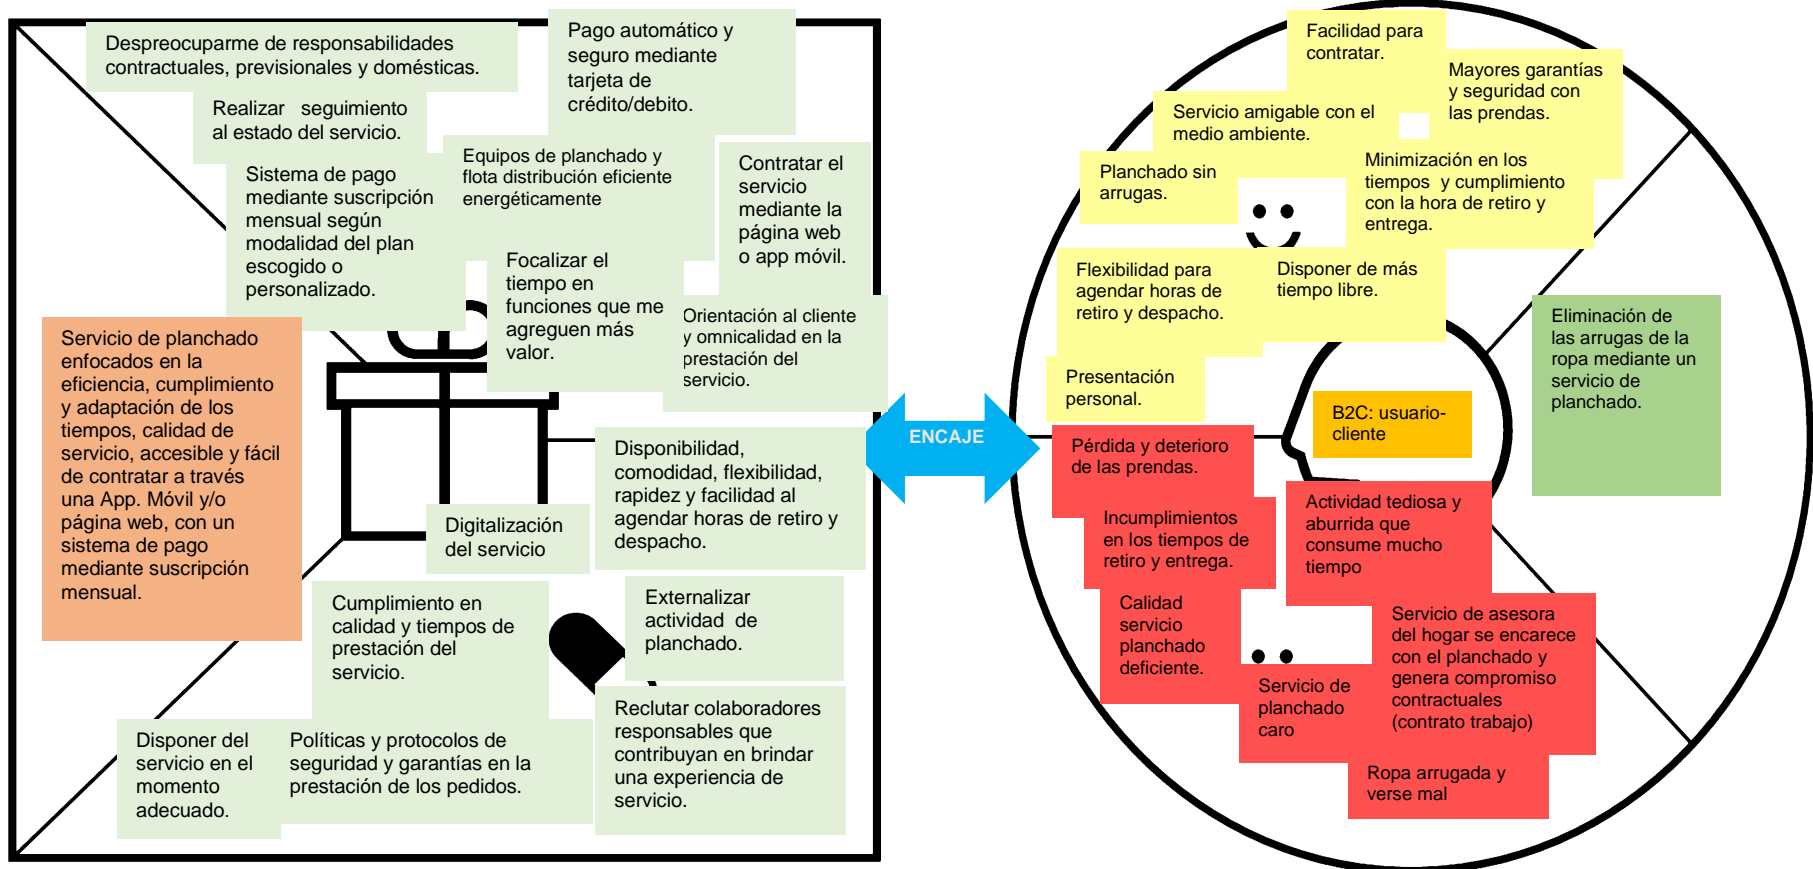 Despreocuparme de responsabilidades
contractuales, previsionales y domésticas.
Pago automático y
seguro mediante
tarjeta de
crédito/debito.
Realizar seguimiento
al estado del servicio.
Sistema de pago
mediante suscripción
mensual según
modalidad del plan
escogido o
personalizado.
Equipos de planchado y
flota distribución eficiente
energéticamente
Contratar el
servicio
mediante la
página web
o app móvil.
Focalizar el
tiempo en
funciones que me
agreguen más
valor.
Orientación al cliente
y omnicalidad en la
prestación del
servicio.
Servicio de planchado
enfocados en la
eficiencia, cumplimiento
y adaptación de los
tiempos, calidad de
servicio, accesible y fácil
de contratar a través
una App. Móvil y/o
página web, con un
sistema de pago
mediante suscripción
mensual.
Disponibilidad,
comodidad, flexibilidad,
rapidez y facilidad al
agendar horas de retiro y
despacho.
Digitalización
del servicio
Cumplimiento en
calidad y tiempos de
prestación del
servicio.
Externalizar
actividad de
planchado.
Reclutar colaboradores
responsables que
contribuyan en brindar
una experiencia de
servicio.
Disponer del
servicio en el
momento
adecuado.
Políticas y protocolos de
seguridad y garantías en la
prestación de los pedidos.
ENCAJE
Facilidad para
contratar.
Mayores garantías
y seguridad con
las prendas.
Servicio amigable con el
medio ambiente.
Planchado sin
arrugas.
Minimización en los
tiempos y cumplimiento
con la hora de retiro y
entrega.
Flexibilidad para
agendar horas de
retiro y despacho.
Disponer de más
tiempo libre.
Presentación
personal.
Eliminación de
las arrugas de la
ropa mediante un
servicio de
planchado.
B2C: usuario-
cliente
Pérdida y deterioro
de las prendas.
Incumplimientos
en los tiempos de
retiro y entrega.
Actividad tediosa y
aburrida que
consume mucho
tiempo
Calidad
servicio
planchado
deficiente.
Servicio de asesora
del hogar se encarece
con el planchado y
genera compromiso
contractuales
(contrato trabajo)
Servicio de
planchado
caro
Ropa arrugada y
verse mal